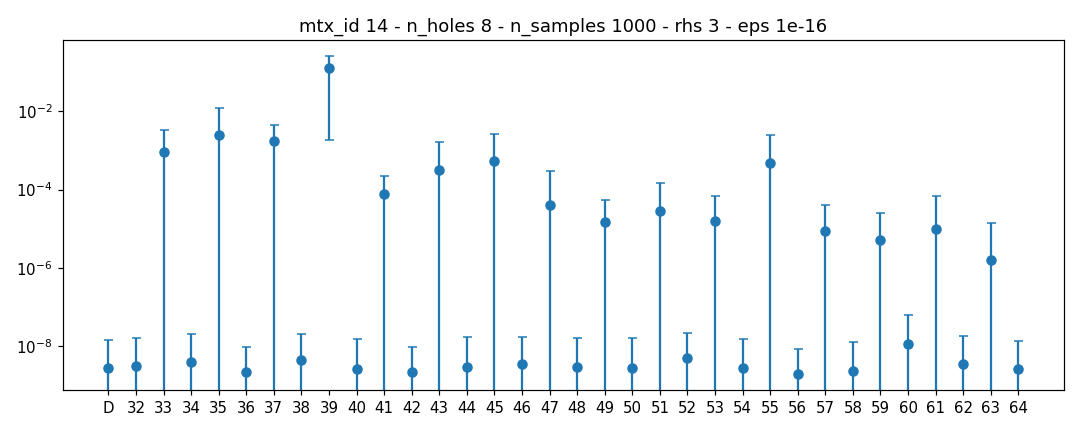 mtx_id 14 - n_holes 8 - n_samples 1000 - rhs 3 - eps 1e-16
10⁻²
10⁻⁴
10⁻⁶
10⁻⁸
D 32 33 34 35 36 37 38 39 40 41 42 43 44 45 46 47 48 49 50 51 52 53 54 55 56 57 58 59 60 61 62 63 64